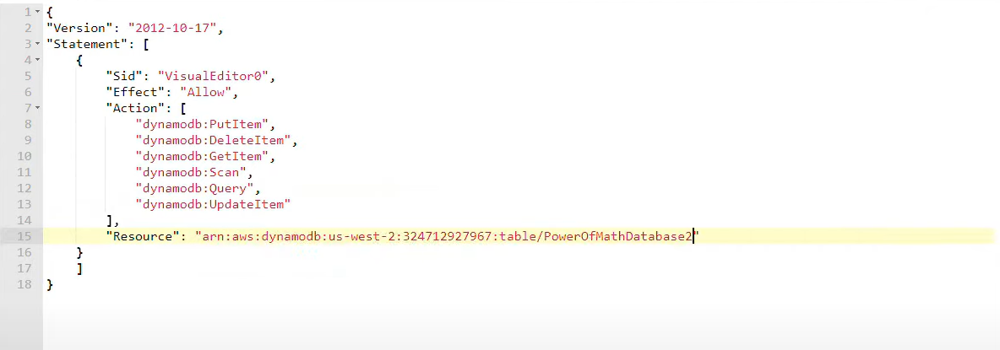 1 {
2 "Version": "2012-10-17",
3 "Statement": [
4     {
5         "Sid": "VisualEditor0",
6         "Effect": "Allow",
7         "Action": [
8             "dynamodb:PutItem",
9             "dynamodb:DeleteItem",
10             "dynamodb:GetItem",
11             "dynamodb:Scan",
12             "dynamodb:Query",
13             "dynamodb:UpdateItem"
14         ],
15         "Resource": "arn:aws:dynamodb:us-west-2:324712927967:table/PowerOfMathDatabase2"
16     }
17     ]
18 }